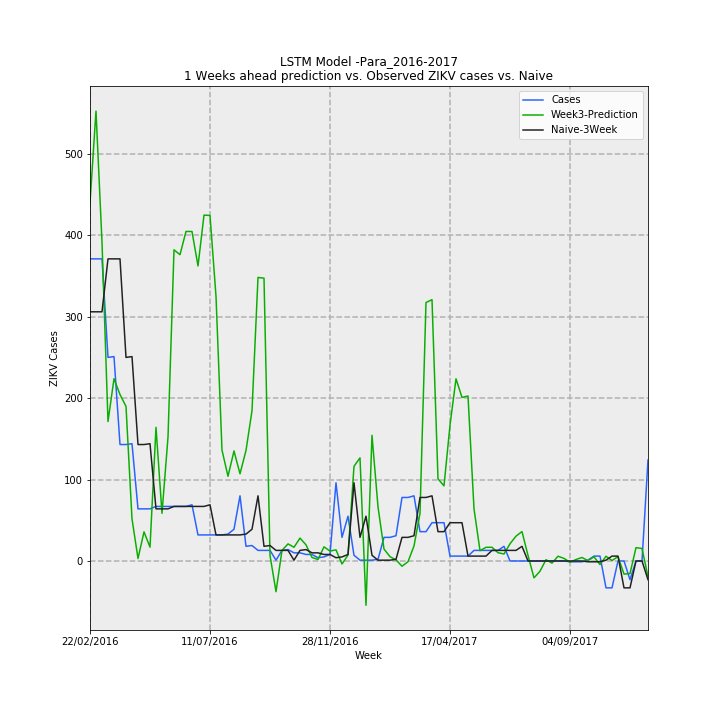 LSTM Model -Para_2016-2017
1 Weeks ahead prediction vs. Observed ZIKV cases vs. Naive
Cases
Week3-Prediction
Naive-3Week
500
400
300
200
100
0
ZIKV Cases
22/02/2016 11/07/2016 28/11/2016 17/04/2017 04/09/2017
Week